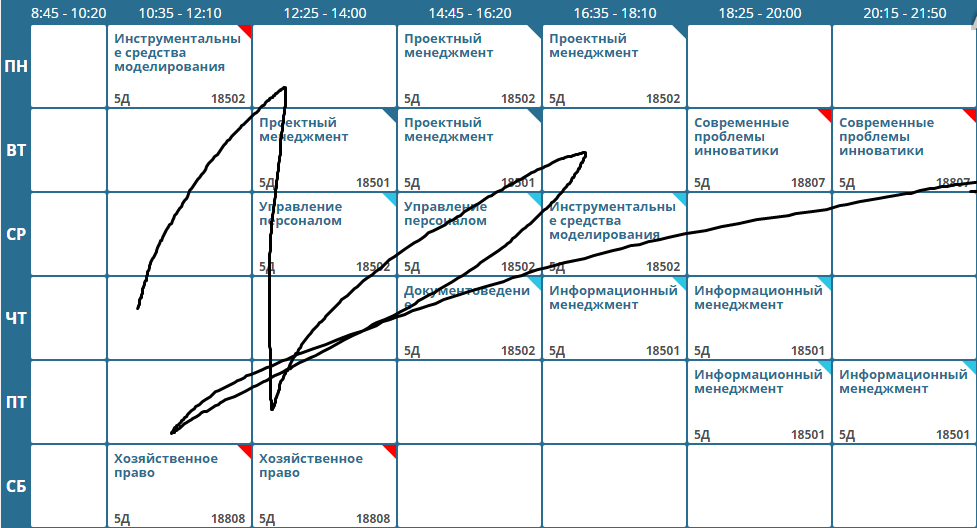 8:45 - 10:20 10:35 - 12:10 12:25 - 14:00 14:45 - 16:20 16:35 - 18:10 18:25 - 20:00 20:15 - 21:50
ПН
Инструментальны
е средства
моделирования
5Д 18502
Проектный
менеджмент
5Д 18502
Проектный
менеджмент
5Д 18502
ВТ
Проектный
менеджмент
5Д 18501
Проектный
менеджмент
5Д 18501
Современные
проблемы
инноватики
5Д 18807
Современные
проблемы
инноватики
5Д 18807
СР
Управление
персоналом
5Д 18502
Управление
персоналом
5Д 18502
Инструментальны
е средства
моделирования
5Д 18502
ЧТ
Документоведени
е
5Д 18502
Информационный
менеджмент
5Д 18501
Информационный
менеджмент
5Д 18501
ПТ
Информационный
менеджмент
5Д 18501
Информационный
менеджмент
5Д 18501
СБ
Хозяйственное
право
5Д 18808
Хозяйственное
право
5Д 18808